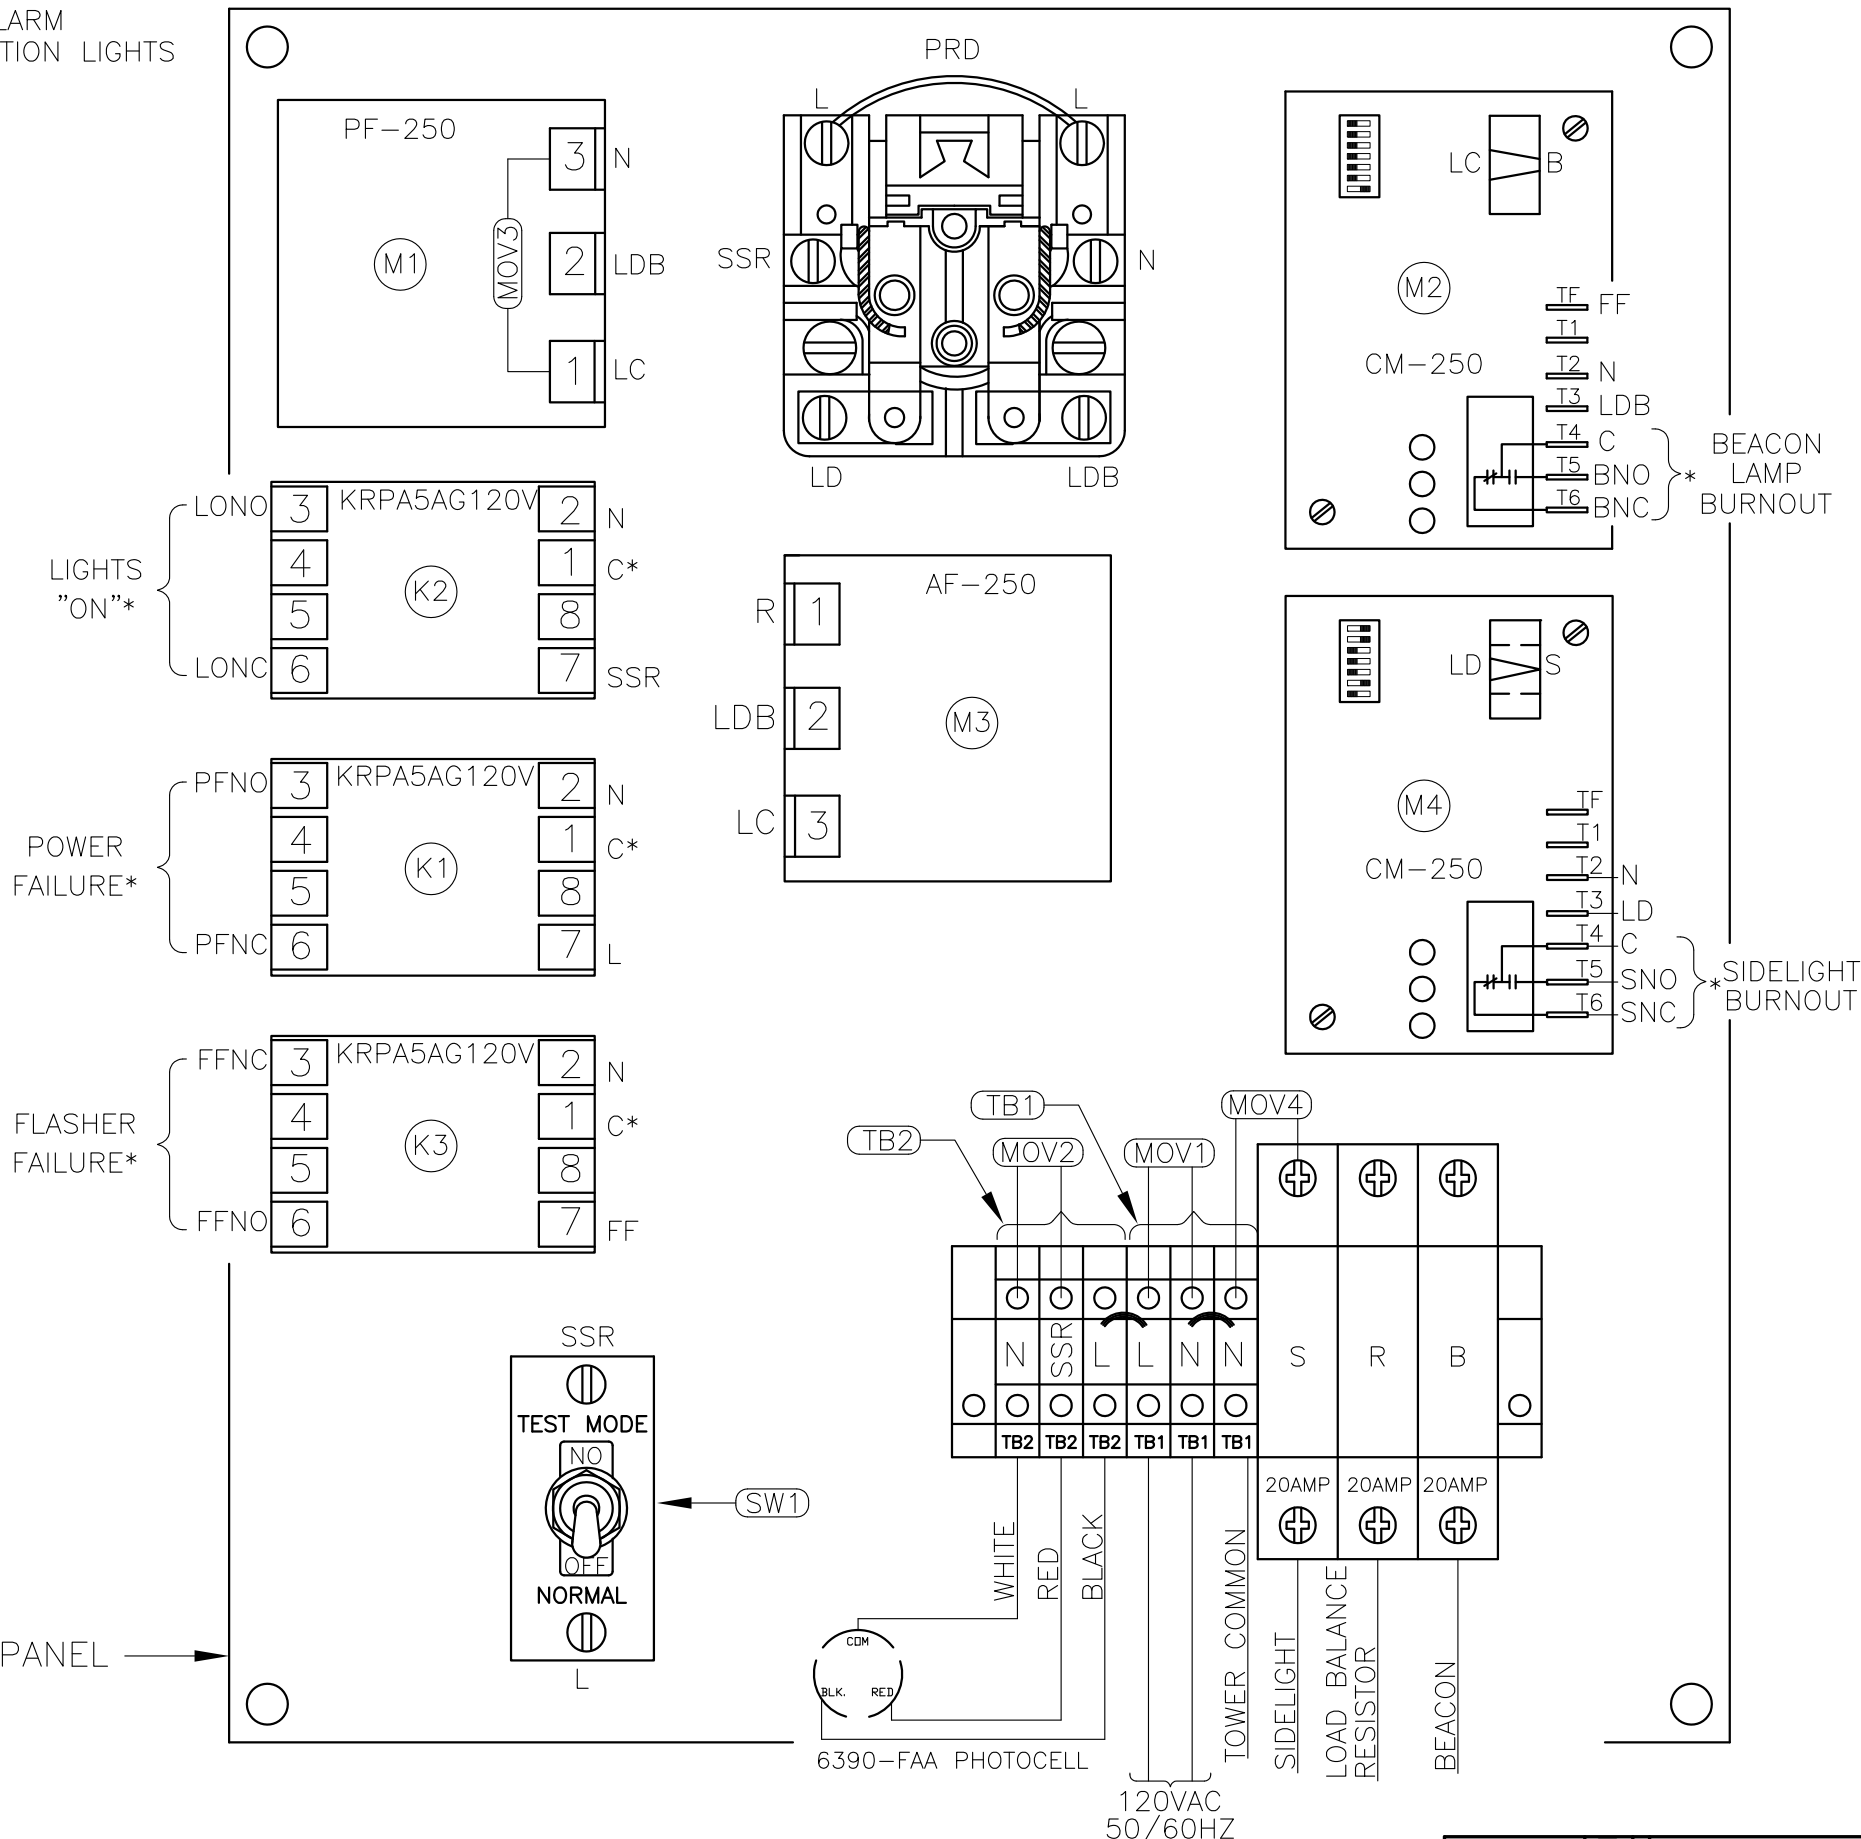 LARM
TION LIGHTS
PRD
L
L
SSR
N
LD
LDB
PF-250
M1
MOV3
3 N
2 LDB
1 LC
LC
B
M2
CM-250
TF FF
T1
T2 N
T3 LDB
T4 C
T5 BNO
T6 BNC
*
BEACON
LAMP
BURNOUT
LIGHTS
"ON"*
LONO
LONC
KRPA5AG120V
K2
3
4
5
6
2 N
1 C*
8
7 SSR
AF-250
M3
R 1
LDB 2
LC 3
LD
S
M4
CM-250
TF
T1
T2 N
T3 LD
T4 C
T5 SNO
T6 SNC
*
SIDELIGHT
BURNOUT
POWER
FAILURE*
PFNO
PFNC
KRPA5AG120V
K1
3
4
5
6
2 N
1 C*
8
7 L
FLASHER
FAILURE*
FFNC
FFNO
KRPA5AG120V
K3
3
4
5
6
2 N
1 C*
8
7 FF
TB1
MOV4
TB2
MOV2
MOV1
N SSR L L N N S R B
TB2 TB2 TB2 TB1 TB1 TB1
20AMP 20AMP 20AMP
SSR
TEST MODE
NO
OFF
NORMAL
L
SW1
WHITE
RED
BLACK
TOWER COMMON
SIDELIGHT
LOAD BALANCE
RESISTOR
BEACON
COM
BLK. RED
6390-FAA PHOTOCELL
120VAC
50/60HZ
PANEL